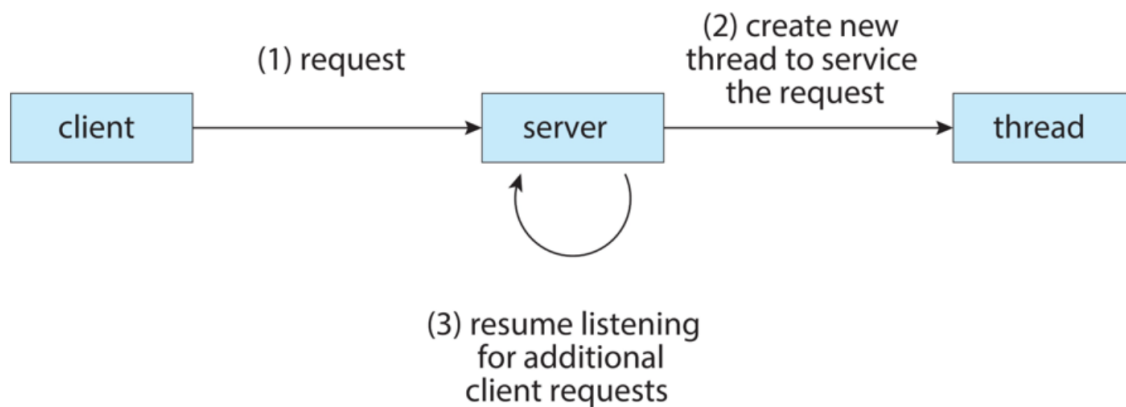 (1) request
(2) create new
thread to service
the request
client
server
thread
(3) resume listening
for additional
client requests